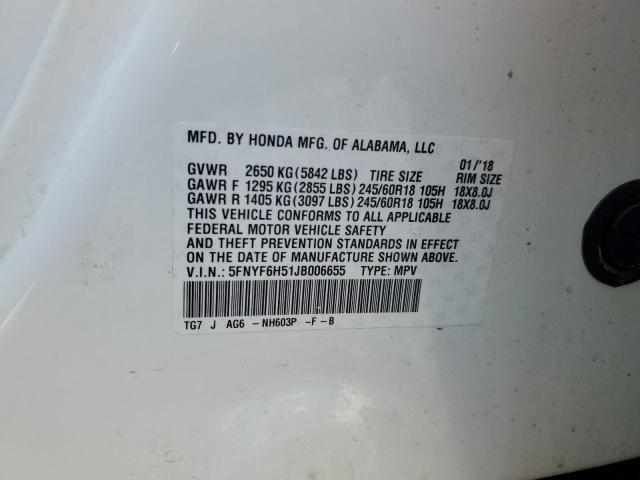 MFD. BY HONDA MFG. OF ALABAMA, LLC 01/'18
GVWR 2650 KG (5842 LBS) TIRE SIZE RIM SIZE
GAWR F 1295 KG (2855 LBS) 245/60R18 105H 18X8.0J
GAWR R 1405 KG (3097 LBS) 245/60R18 105H 18X8.0J
THIS VEHICLE CONFORMS TO ALL APPLICABLE
FEDERAL MOTOR VEHICLE SAFETY
AND THEFT PREVENTION STANDARDS IN EFFECT
ON THE DATE OF MANUFACTURE SHOWN ABOVE.
V.I.N.: 5FNYF6H51JB006655 TYPE: MPV
TG7 J AG6 -NH603P -F -B